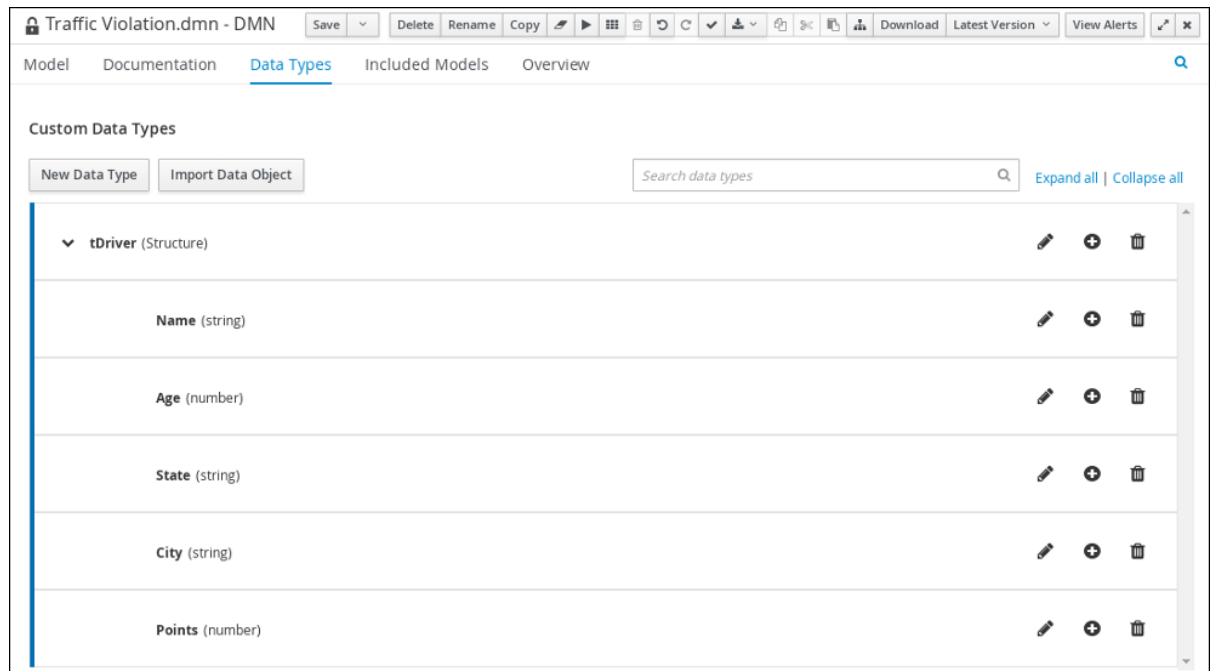 Traffic Violation.dmn - DMN Save Delete Rename Copy Download Latest Version View Alerts
Model Documentation Data Types Included Models Overview
Custom Data Types
New Data Type Import Data Object Search data types Expand all | Collapse all
tDriver (Structure)
Name (string)
Age (number)
State (string)
City (string)
Points (number)